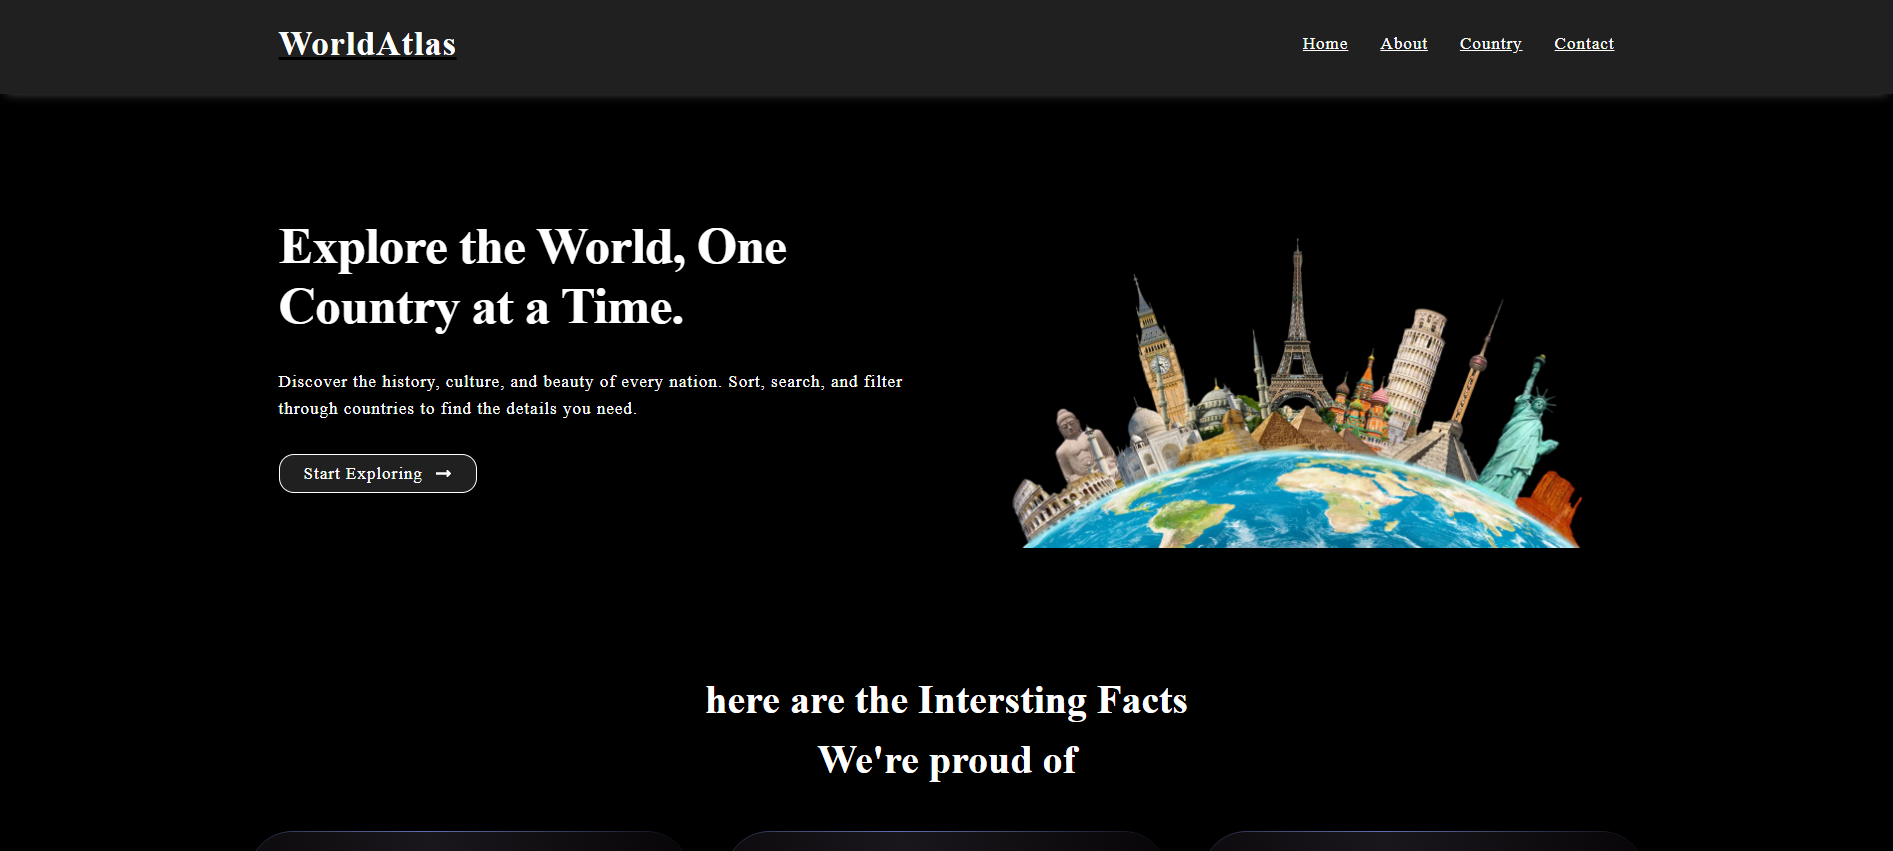 WorldAtlas
Home About Country Contact
Explore the World, One
Country at a Time.
Discover the history, culture, and beauty of every nation. Sort, search, and filter
through countries to find the details you need.
Start Exploring
here are the Intersting Facts
We're proud of